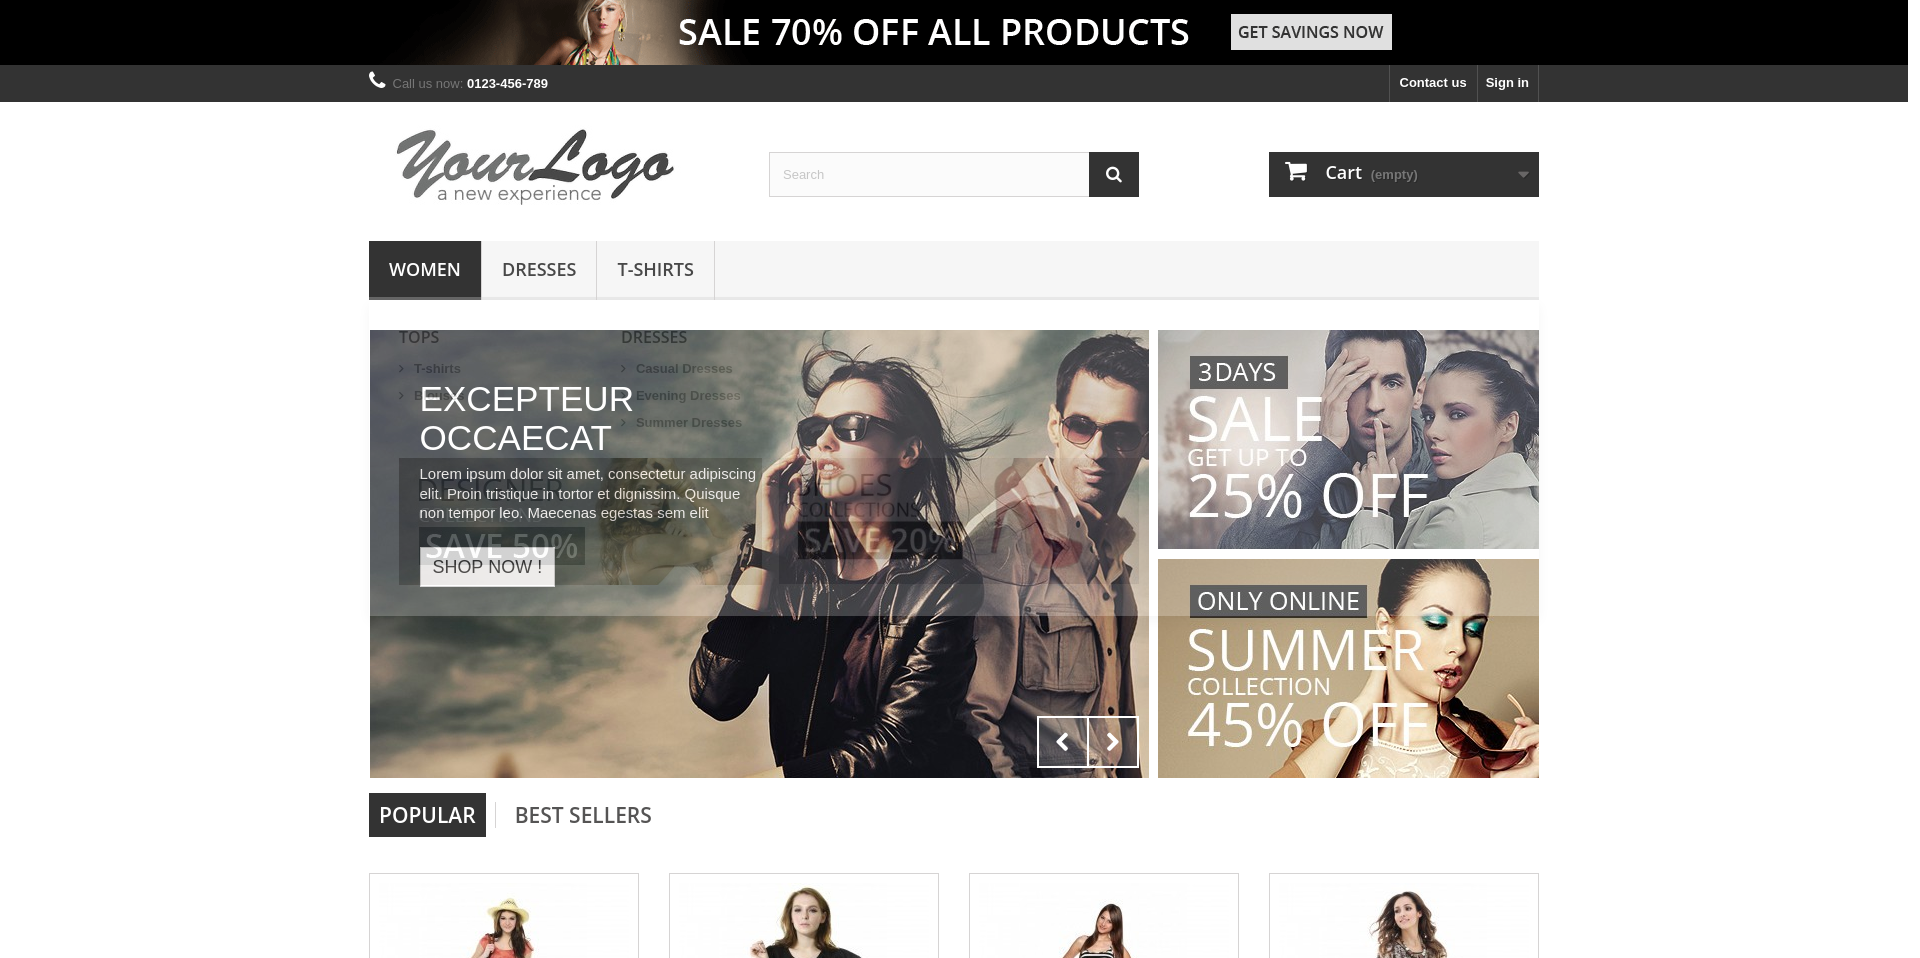 SALE 70% OFF ALL PRODUCTS
GET SAVINGS NOW
Call us now: 0123-456-789
Contact us
Sign in
YourLogo
a new experience
Search
Cart (empty)
WOMEN
DRESSES
T-SHIRTS
TOPS
T-shirts
DRESSES
Casual Dresses
Evening Dresses
Summer Dresses
EXCEPTEUR
OCCAECAT
Lorem ipsum dolor sit amet, consectetur adipiscing
elit. Proin tristique in tortor et dignissim. Quisque
non tempor leo. Maecenas egestas sem elit
SAVE 50%
SHOP NOW !
SHOES
COLLECTIONS
SAVE 20%
3 DAYS
SALE
GET UP TO
25% OFF
ONLY ONLINE
SUMMER
COLLECTION
45% OFF
POPULAR
BEST SELLERS